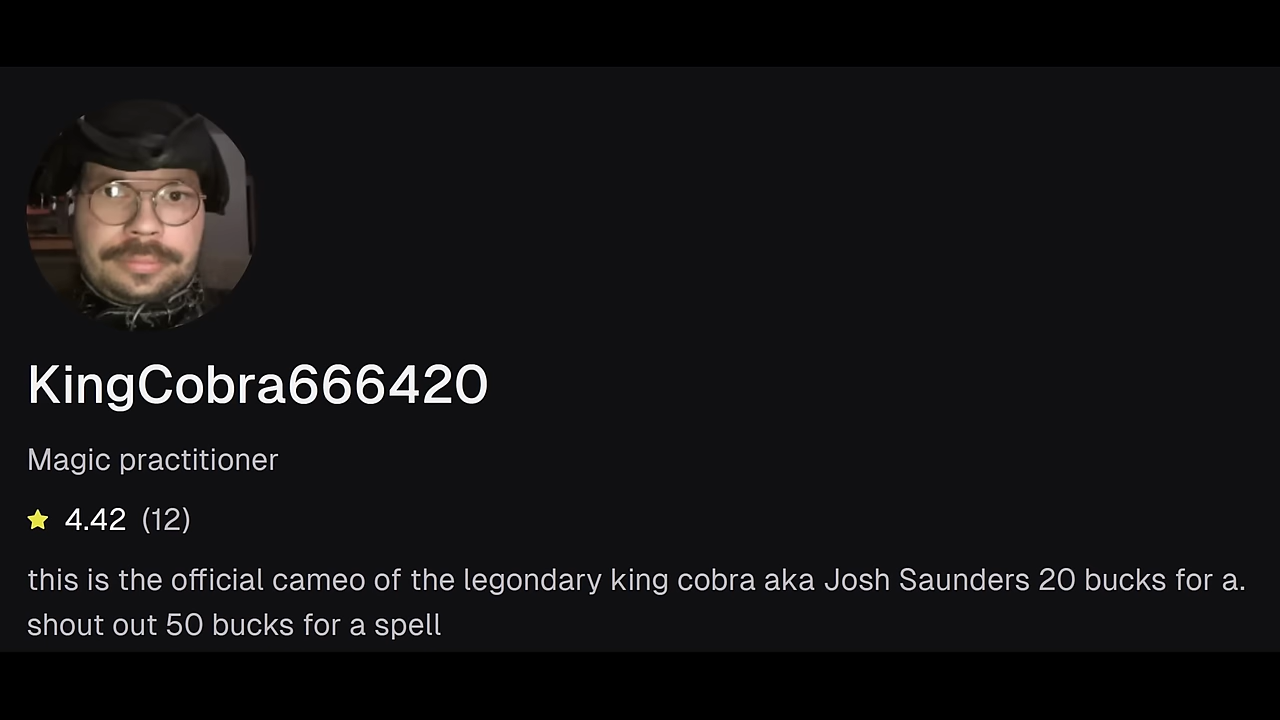 KingCobra666420
Magic practitioner
4.42 (12)
this is the official cameo of the legondary king cobra aka Josh Saunders 20 bucks for a.
shout out 50 bucks for a spell